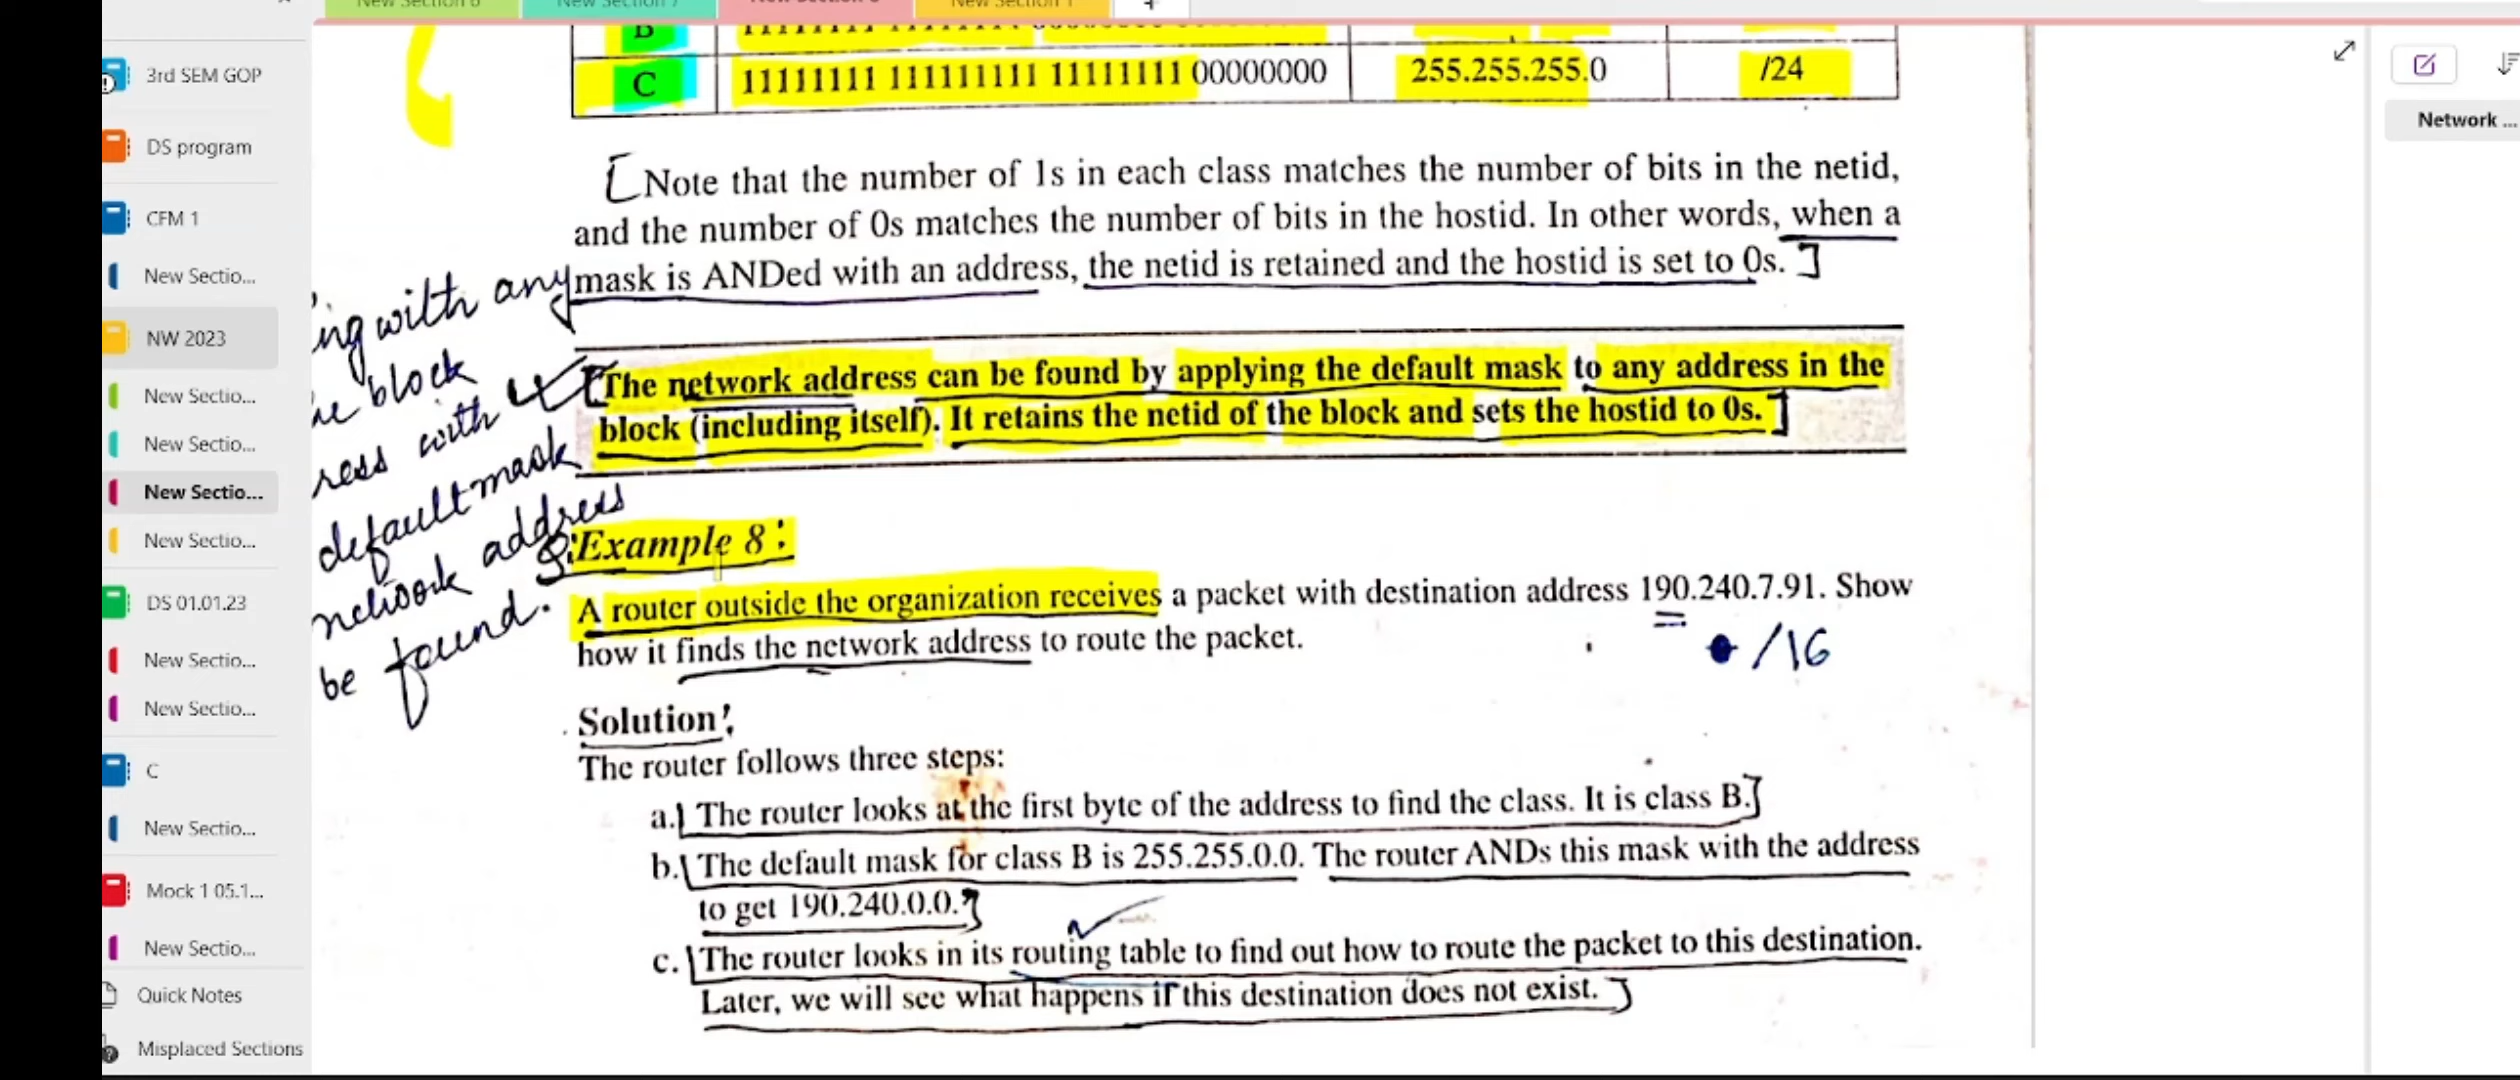 New Section 6
New Section 7
New Section 1
3rd SEM GOP
DS program
CFM 1
New Sectio...
NW 2023
New Sectio...
New Sectio...
New Sectio...
New Sectio...
DS 01.01.23
New Sectio...
New Sectio...
C
New Sectio...
Mock 1 05.1...
New Sectio...
Quick Notes
Misplaced Sections
B
C 11111111 111111111 11111111 00000000 255.255.255.0 /24
Note that the number of 1s in each class matches the number of bits in the netid,
and the number of 0s matches the number of bits in the hostid. In other words, when a
mask is ANDed with an address, the netid is retained and the hostid is set to 0s.
ing with any
block
ress with
default mask
network address
be found.
The network address can be found by applying the default mask to any address in the
block (including itself). It retains the netid of the block and sets the hostid to 0s.
Example 8:
A router outside the organization receives a packet with destination address 190.240.7.91. Show
how it finds the network address to route the packet.
/16
Solution:
The router follows three steps:
a. The router looks at the first byte of the address to find the class. It is class B.
b. The default mask for class B is 255.255.0.0. The router ANDs this mask with the address
to get 190.240.0.0.
c. The router looks in its routing table to find out how to route the packet to this destination.
Later, we will see what happens if this destination does not exist.
Network ...